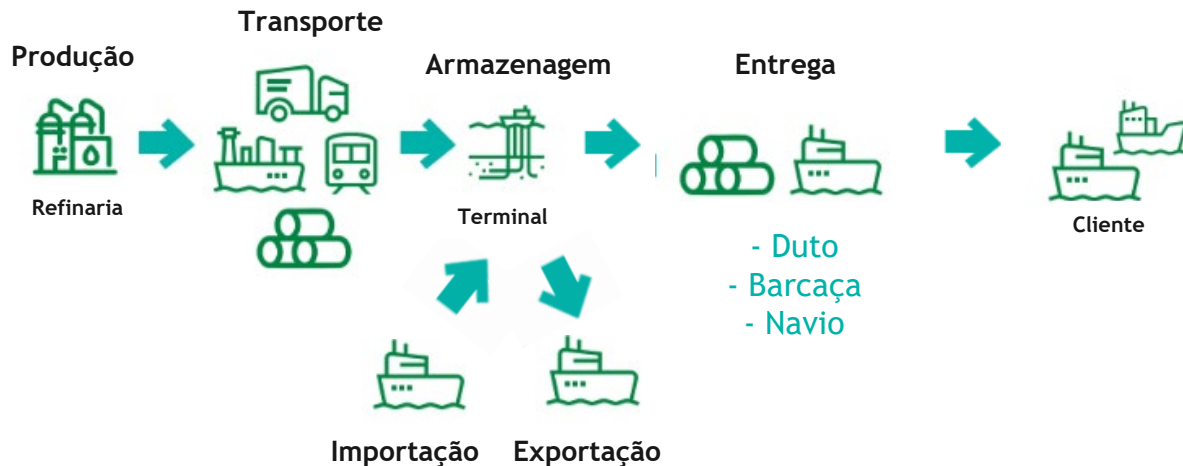 Produção
Refinaria
Transporte
Armazenagem
Terminal
Entrega
- Duto
- Barcaça
- Navio
Cliente
Importação
Exportação